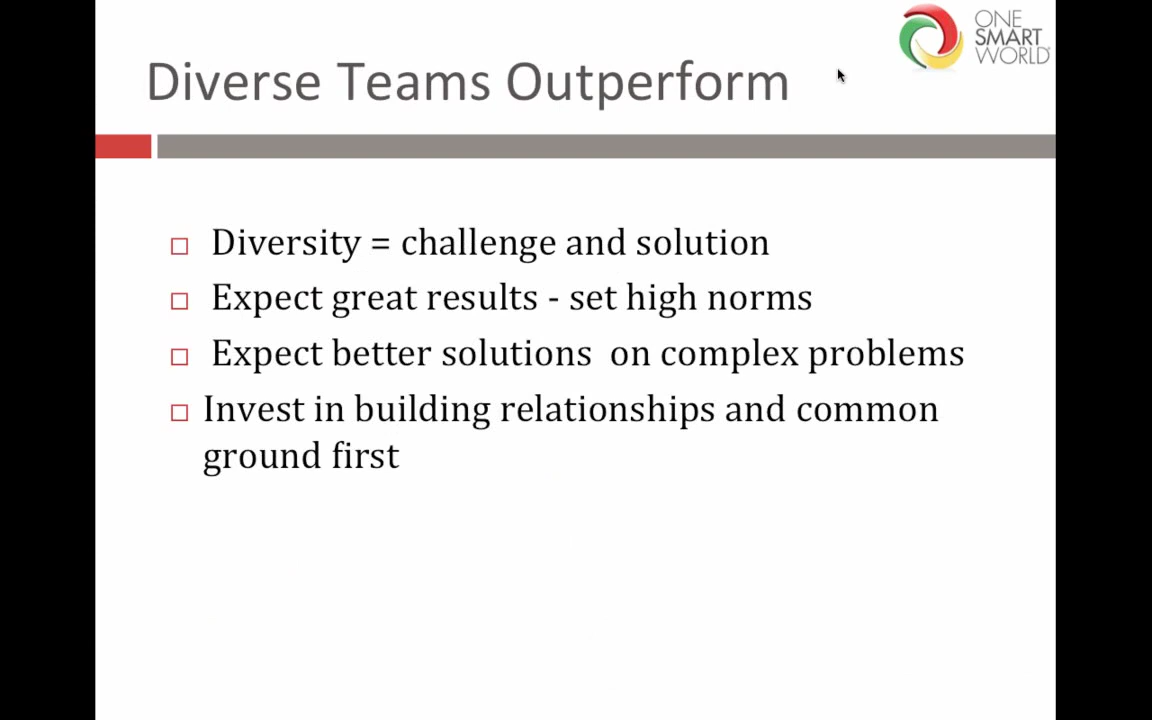 ONE
SMART
WORLD
Diverse Teams Outperform
Diversity = challenge and solution
Expect great results - set high norms
Expect better solutions  on complex problems
Invest in building relationships and common
ground first